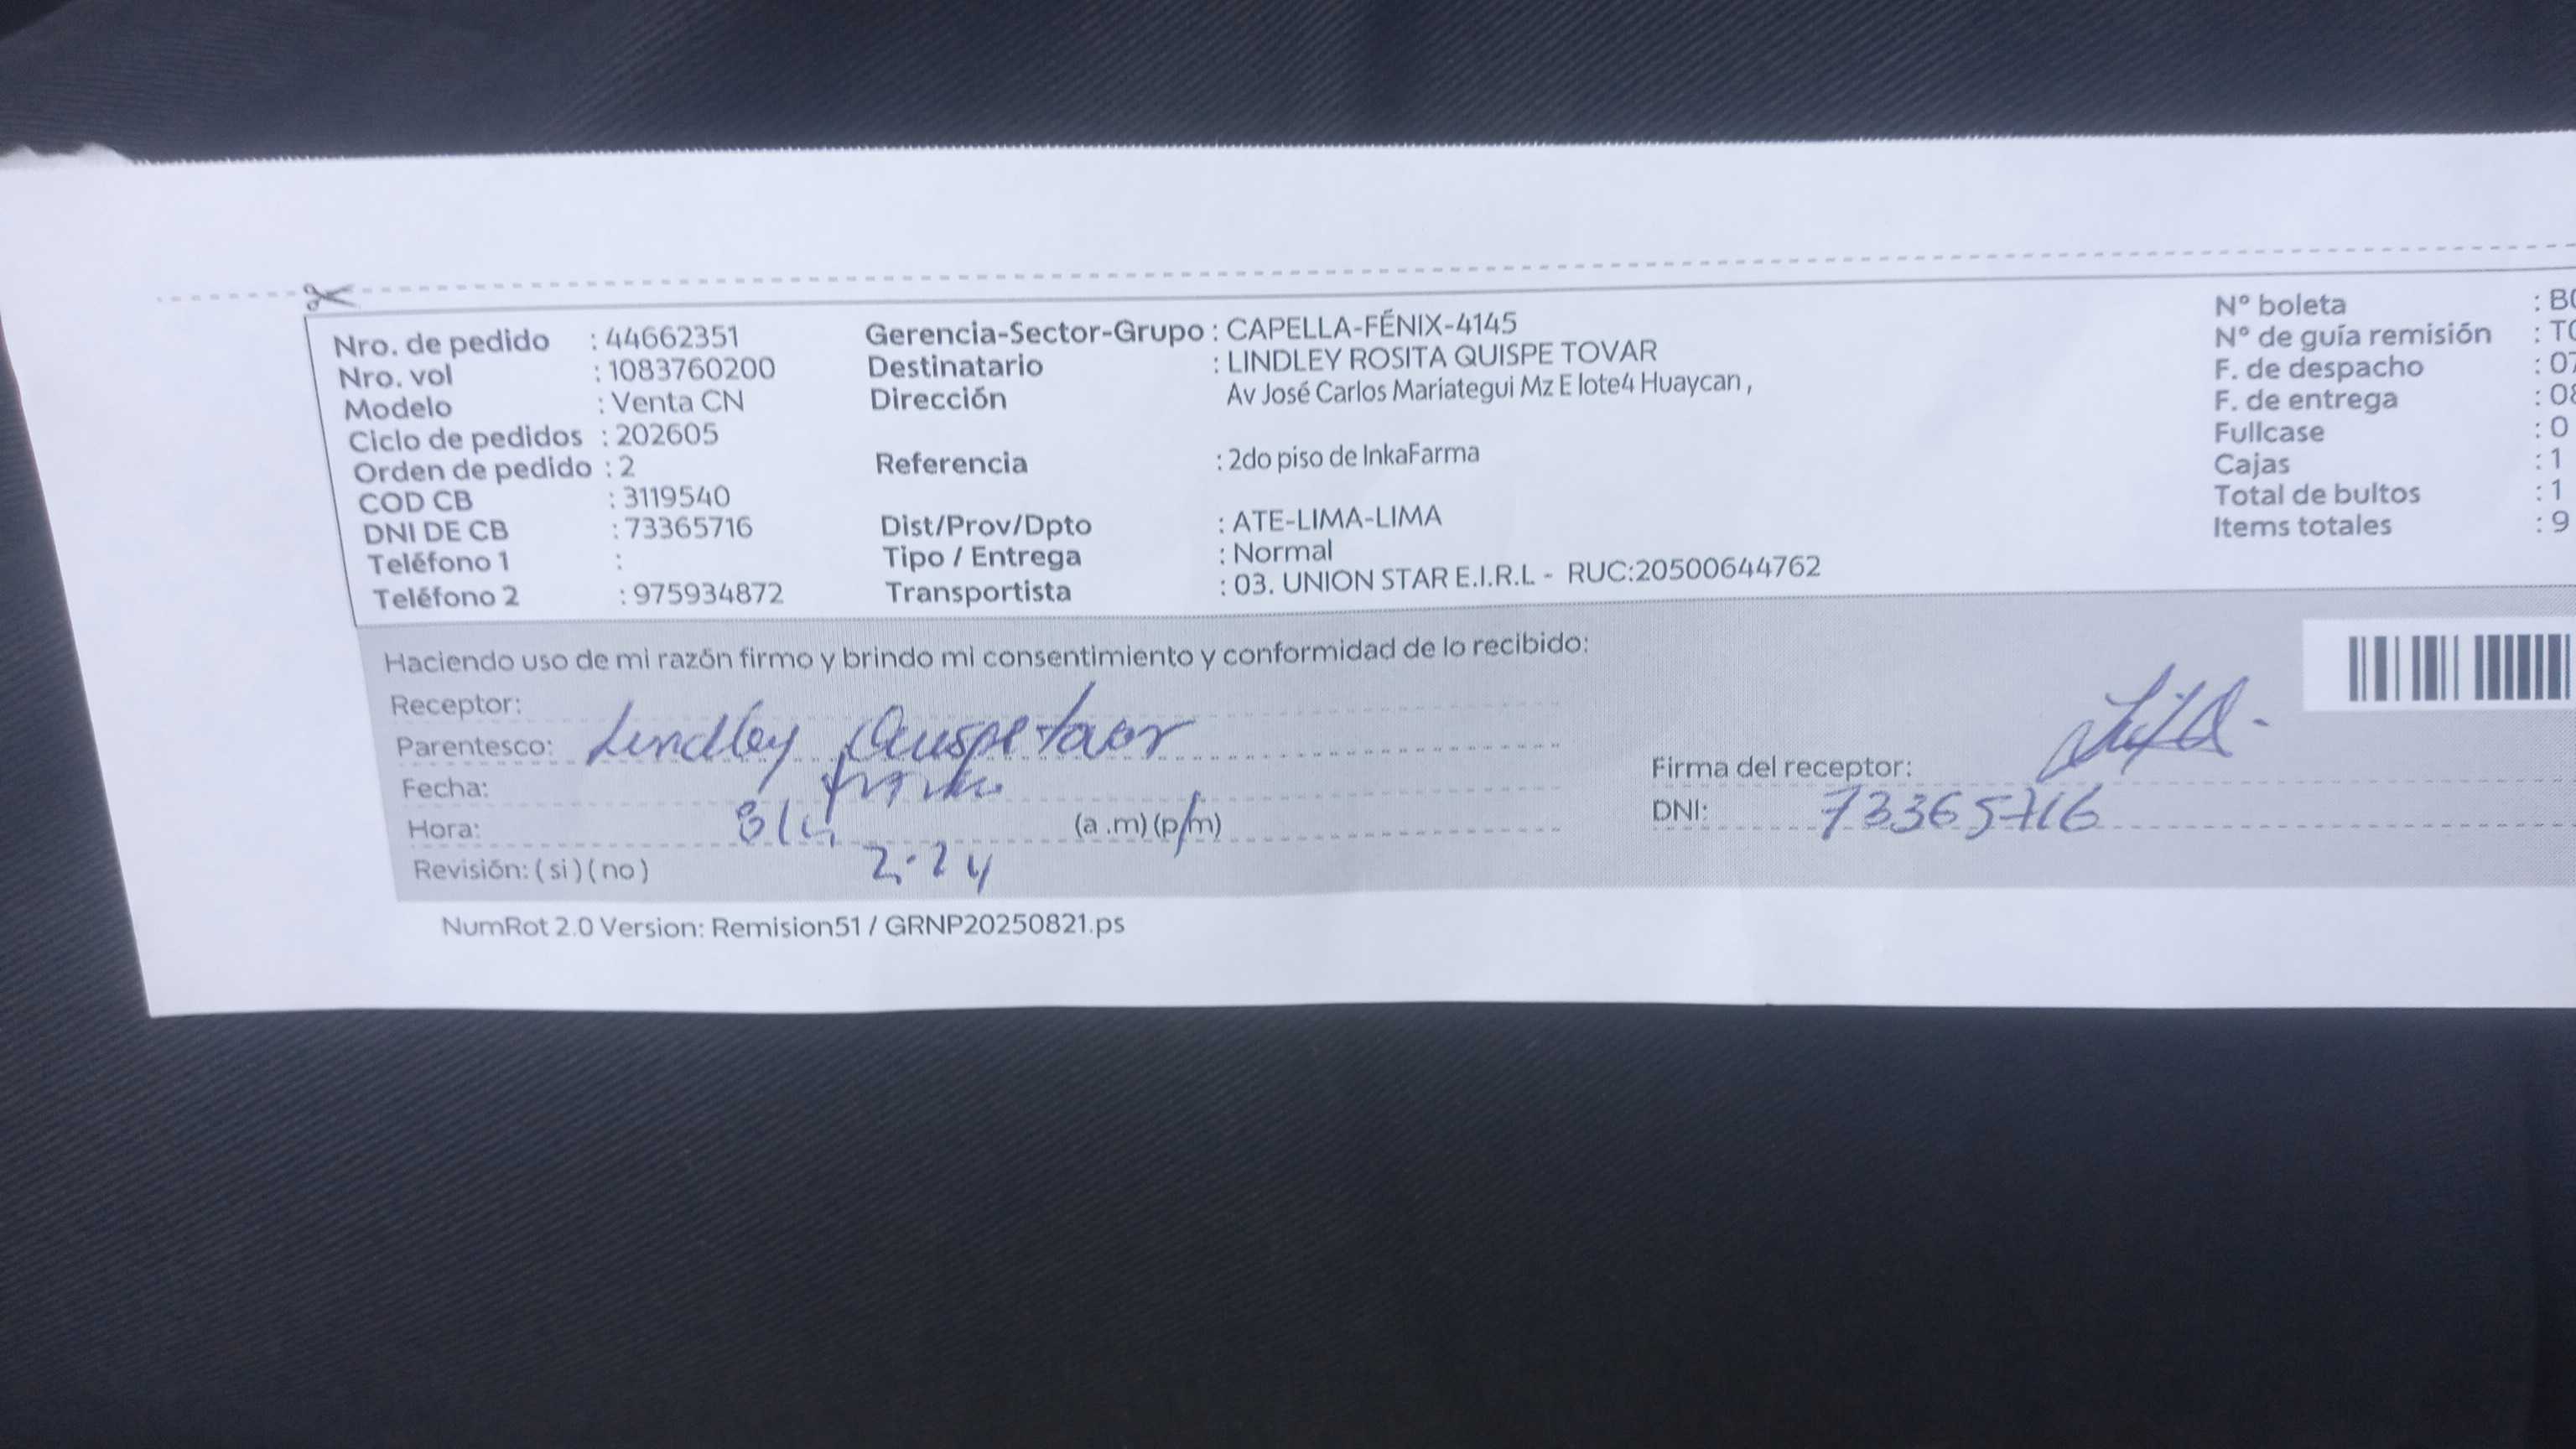 Nro. de pedido : 44662351
Nro. vol : 1083760200
Modelo : Venta CN
Ciclo de pedidos : 202605
Orden de pedido : 2
COD CB : 3119540
DNI DE CB : 73365716
Teléfono 1 :
Teléfono 2 : 975934872
Gerencia-Sector-Grupo : CAPELLA-FÉNIX-4145
Destinatario : LINDLEY ROSITA QUISPE TOVAR
Dirección Av José Carlos Mariategui Mz E lote4 Huaycan ,
Referencia : 2do piso de InkaFarma
Dist/Prov/Dpto : ATE-LIMA-LIMA
Tipo / Entrega : Normal
Transportista : 03. UNION STAR E.I.R.L - RUC:20500644762
N° boleta : B0
N° de guía remisión : T0
F. de despacho : 07
F. de entrega : 08
Fullcase : 0
Cajas : 1
Total de bultos : 1
Items totales : 9
Haciendo uso de mi razón firmo y brindo mi consentimiento y conformidad de lo recibido:
Receptor:
Parentesco: Lindley Quispe
Fecha:
Hora: (a .m) (p/m)
Revisión: ( si ) ( no ) 2:24
Firma del receptor:
DNI: 73365716
NumRot 2.0 Version: Remision51 / GRNP20250821.ps